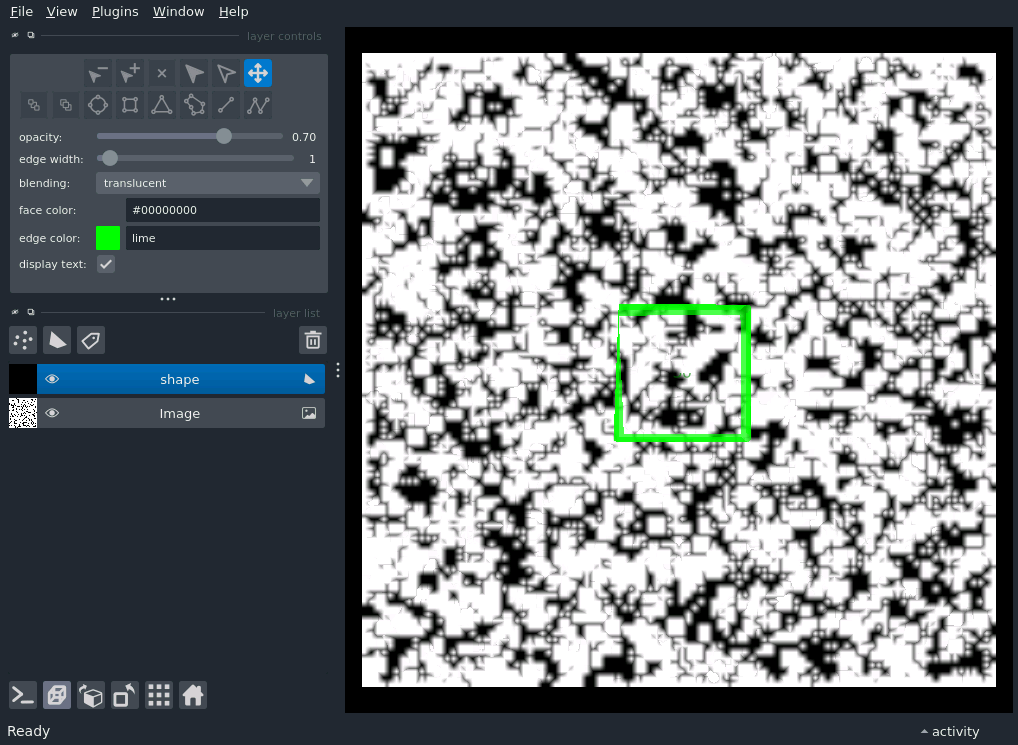 File View Plugins Window Help
layer controls
opacity: 0.70
edge width: 1
blending: translucent
face color: #00000000
edge color: lime
display text:
layer list
shape
Image
Ready
activity